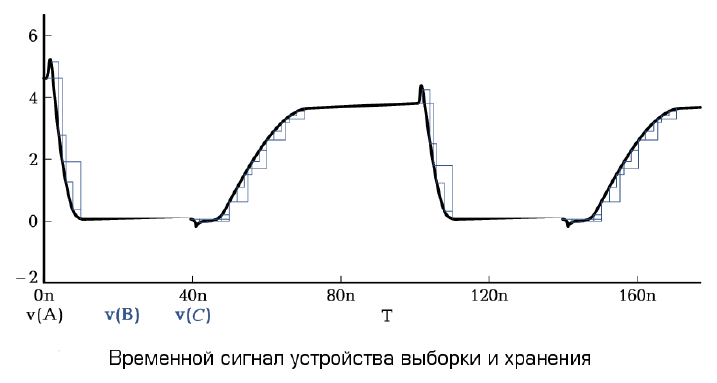 6
4
2
0
−2
0n 40n 80n 120n 160n
v(A) v(B) v(C) T
Временной сигнал устройства выборки и хранения